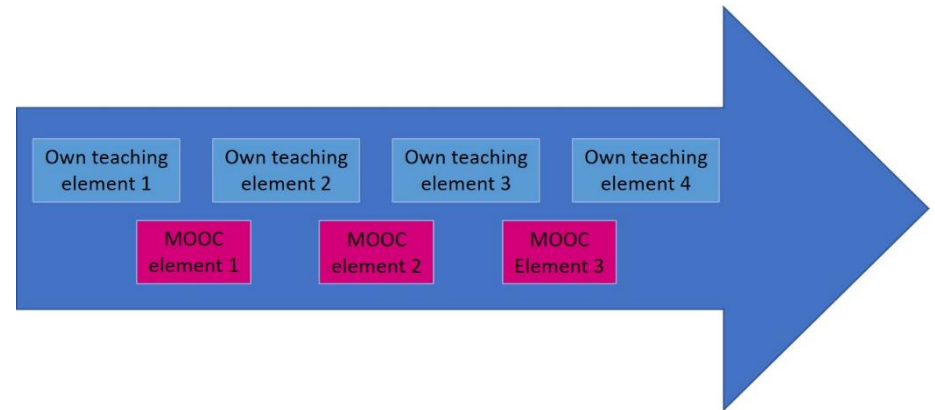 Own teaching
element 1
Own teaching
element 2
Own teaching
element 3
Own teaching
element 4
MOOC
element 1
MOOC
element 2
MOOC
Element 3